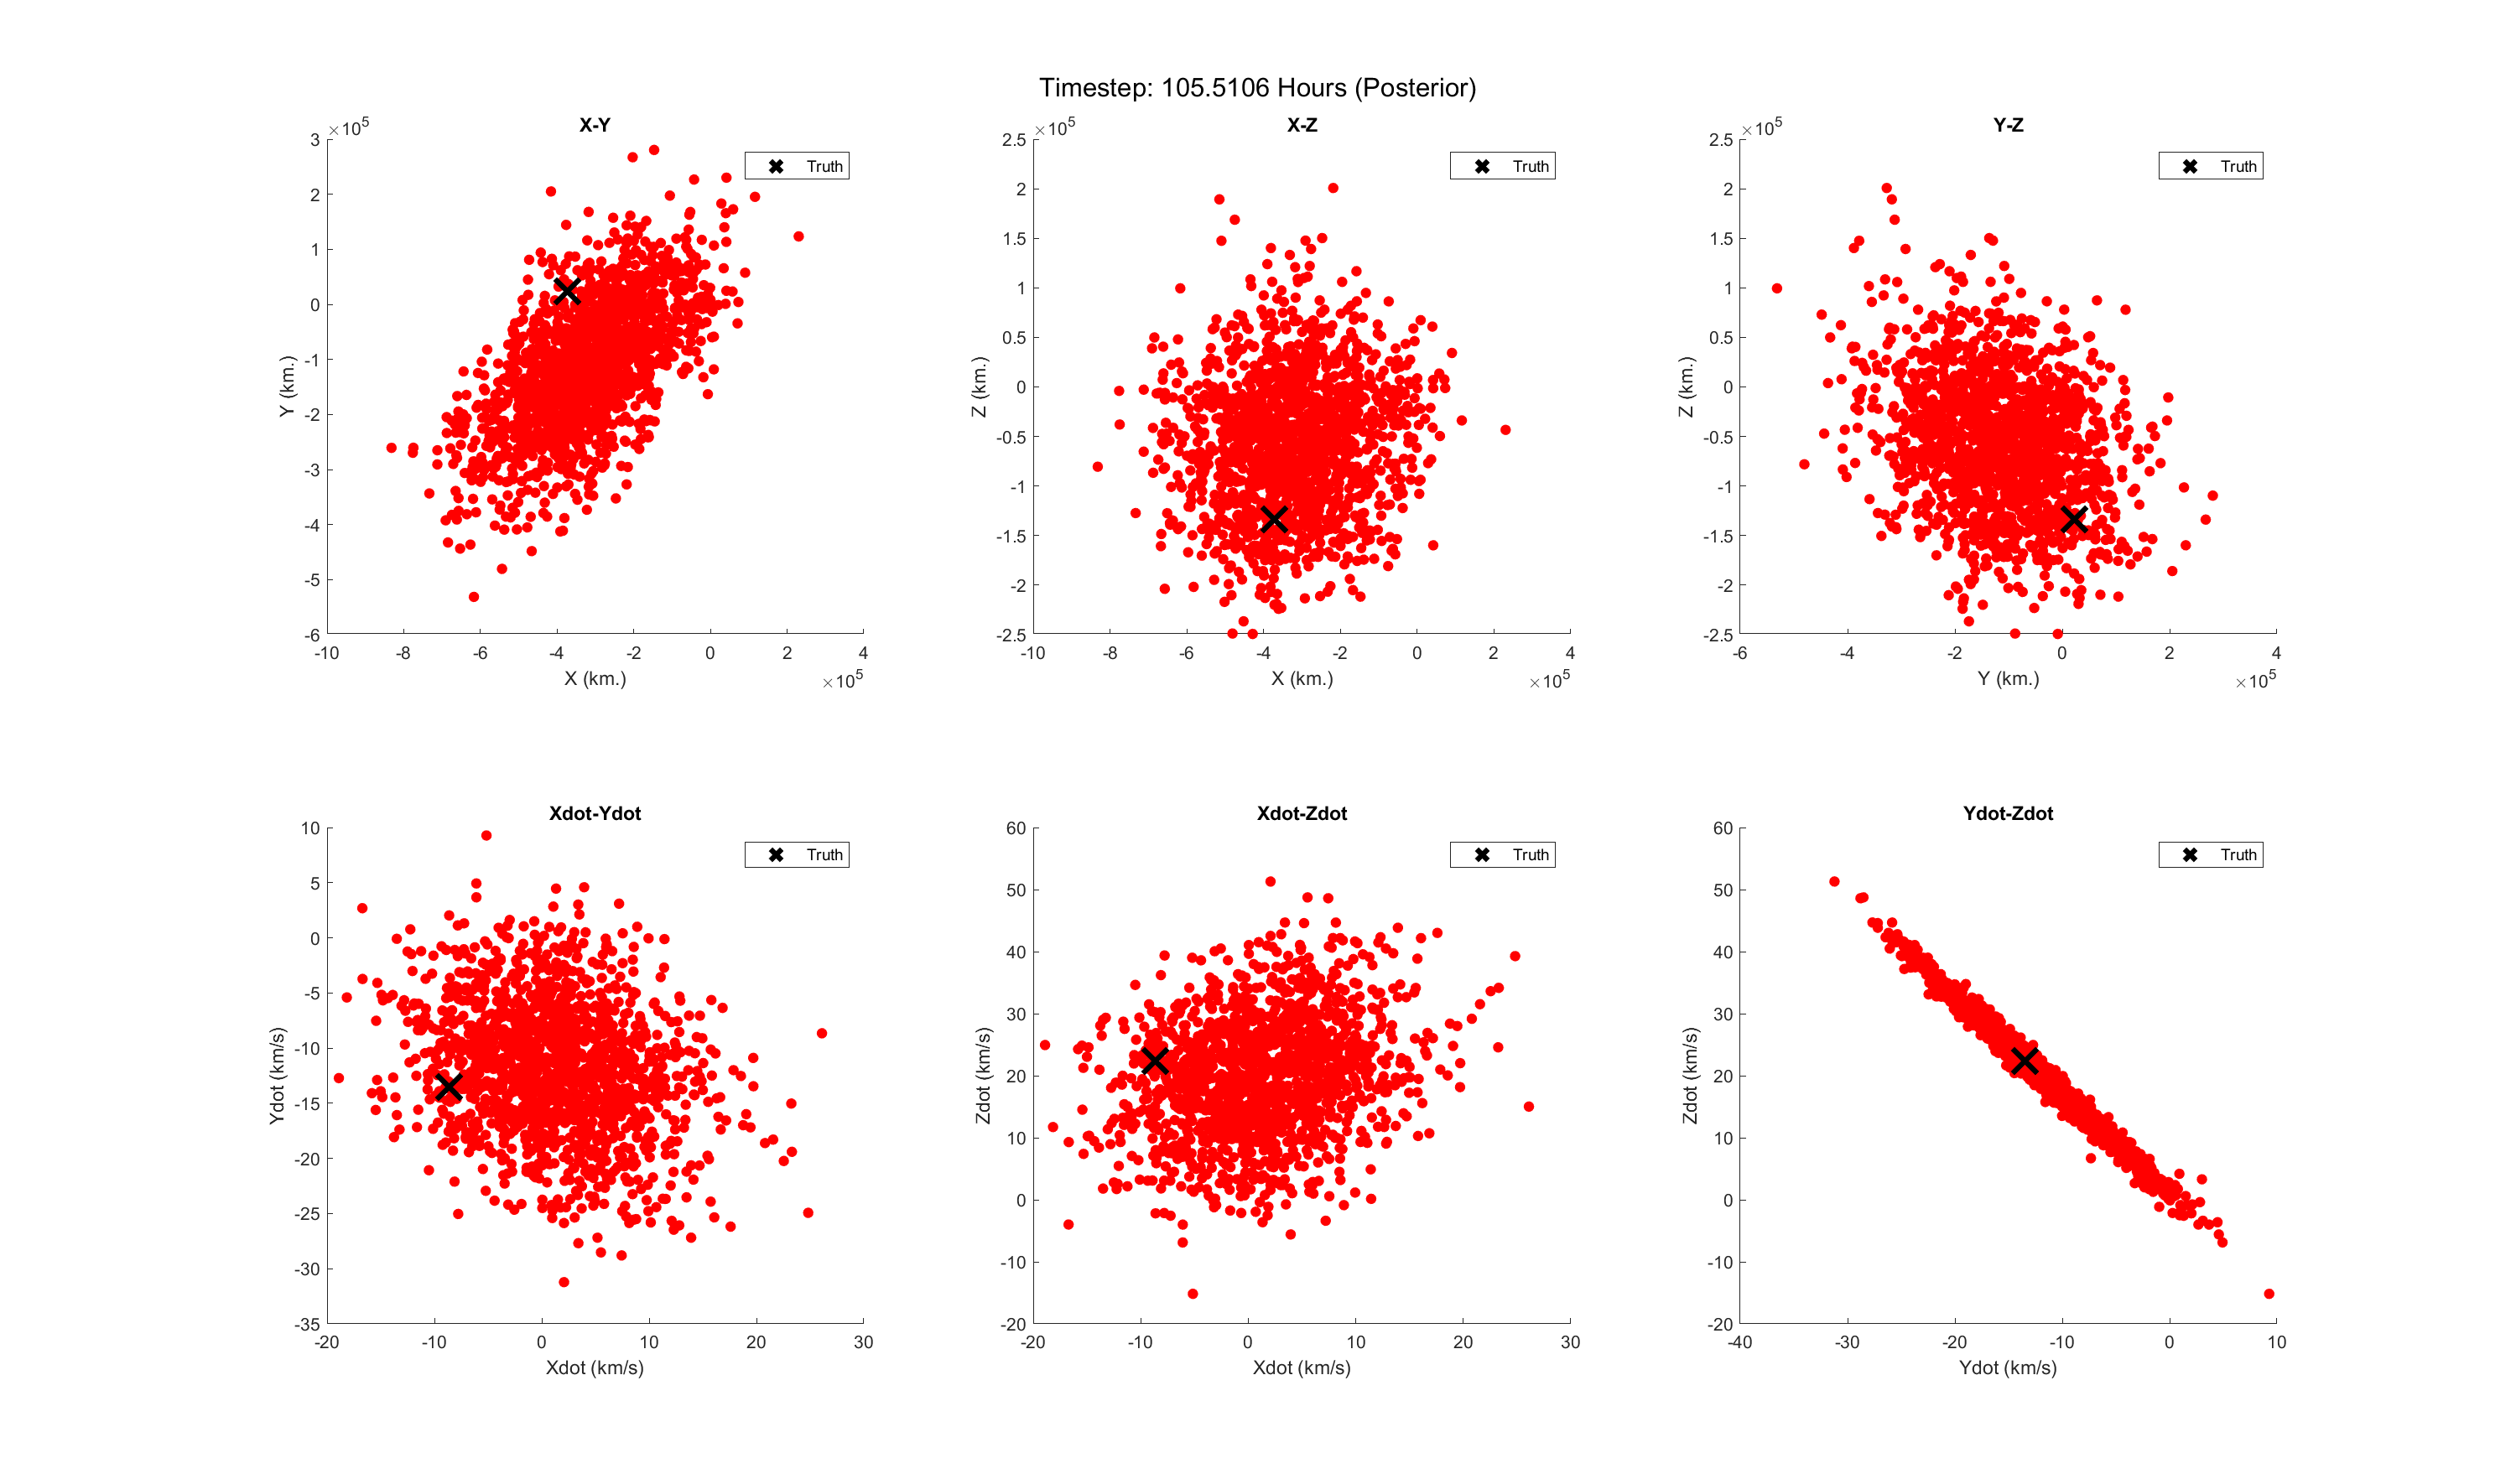 Timestep: 105.5106 Hours (Posterior)
X-Y
×10^5
3
2
1
0
-1
-2
-3
-4
-5
-6
Y (km.)
-10 -8 -6 -4 -2 0 2 4
X (km.)
×10^5
Truth
X-Z
×10^5
2.5
2
1.5
1
0.5
0
-0.5
-1
-1.5
-2
-2.5
Z (km.)
-10 -8 -6 -4 -2 0 2 4
X (km.)
×10^5
Truth
Y-Z
×10^5
2.5
2
1.5
1
0.5
0
-0.5
-1
-1.5
-2
-2.5
Z (km.)
-6 -4 -2 0 2 4
Y (km.)
×10^5
Truth
Xdot-Ydot
10
5
0
-5
-10
-15
-20
-25
-30
-35
Ydot (km/s)
-20 -10 0 10 20 30
Xdot (km/s)
Truth
Xdot-Zdot
60
50
40
30
20
10
0
-10
-20
Zdot (km/s)
-20 -10 0 10 20 30
Xdot (km/s)
Truth
Ydot-Zdot
60
50
40
30
20
10
0
-10
-20
Zdot (km/s)
-40 -30 -20 -10 0 10
Ydot (km/s)
Truth